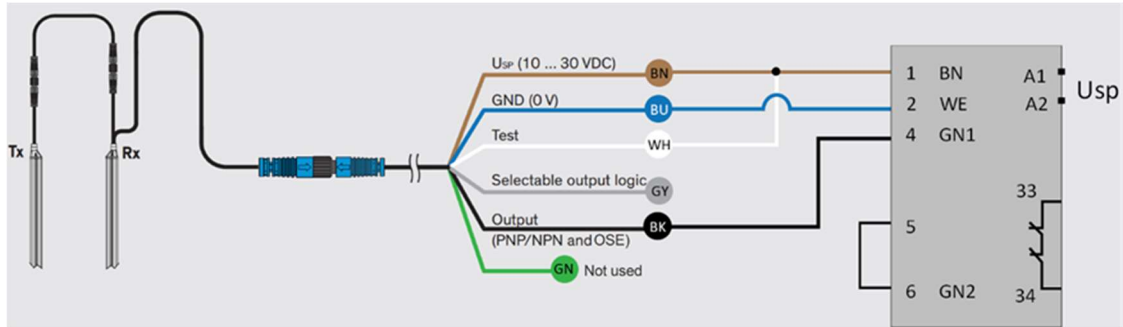 Tx
Rx
Usp (10 ... 30 VDC)
BN
GND (0 V)
BU
Test
WH
Selectable output logic
GY
Output
(PNP/NPN and OSE)
BK
GN
Not used
1 BN
2 WE
4 GN1
5
6 GN2
A1
A2
Usp
33
34